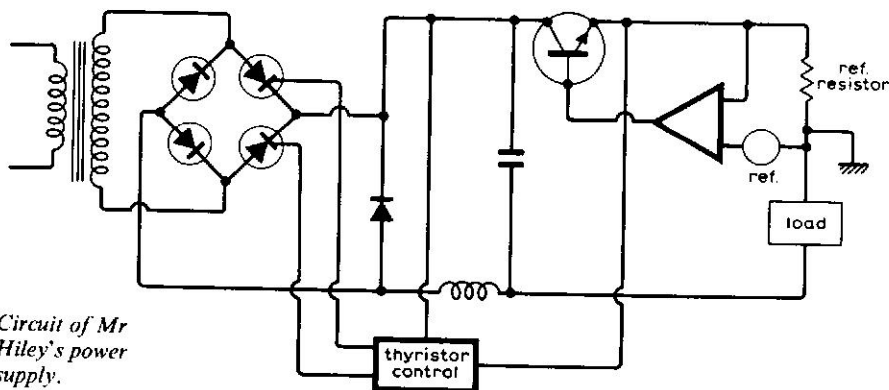 ref.
resistor
ref.
load
Circuit of Mr
Hiley's power
supply.
thyristor
control